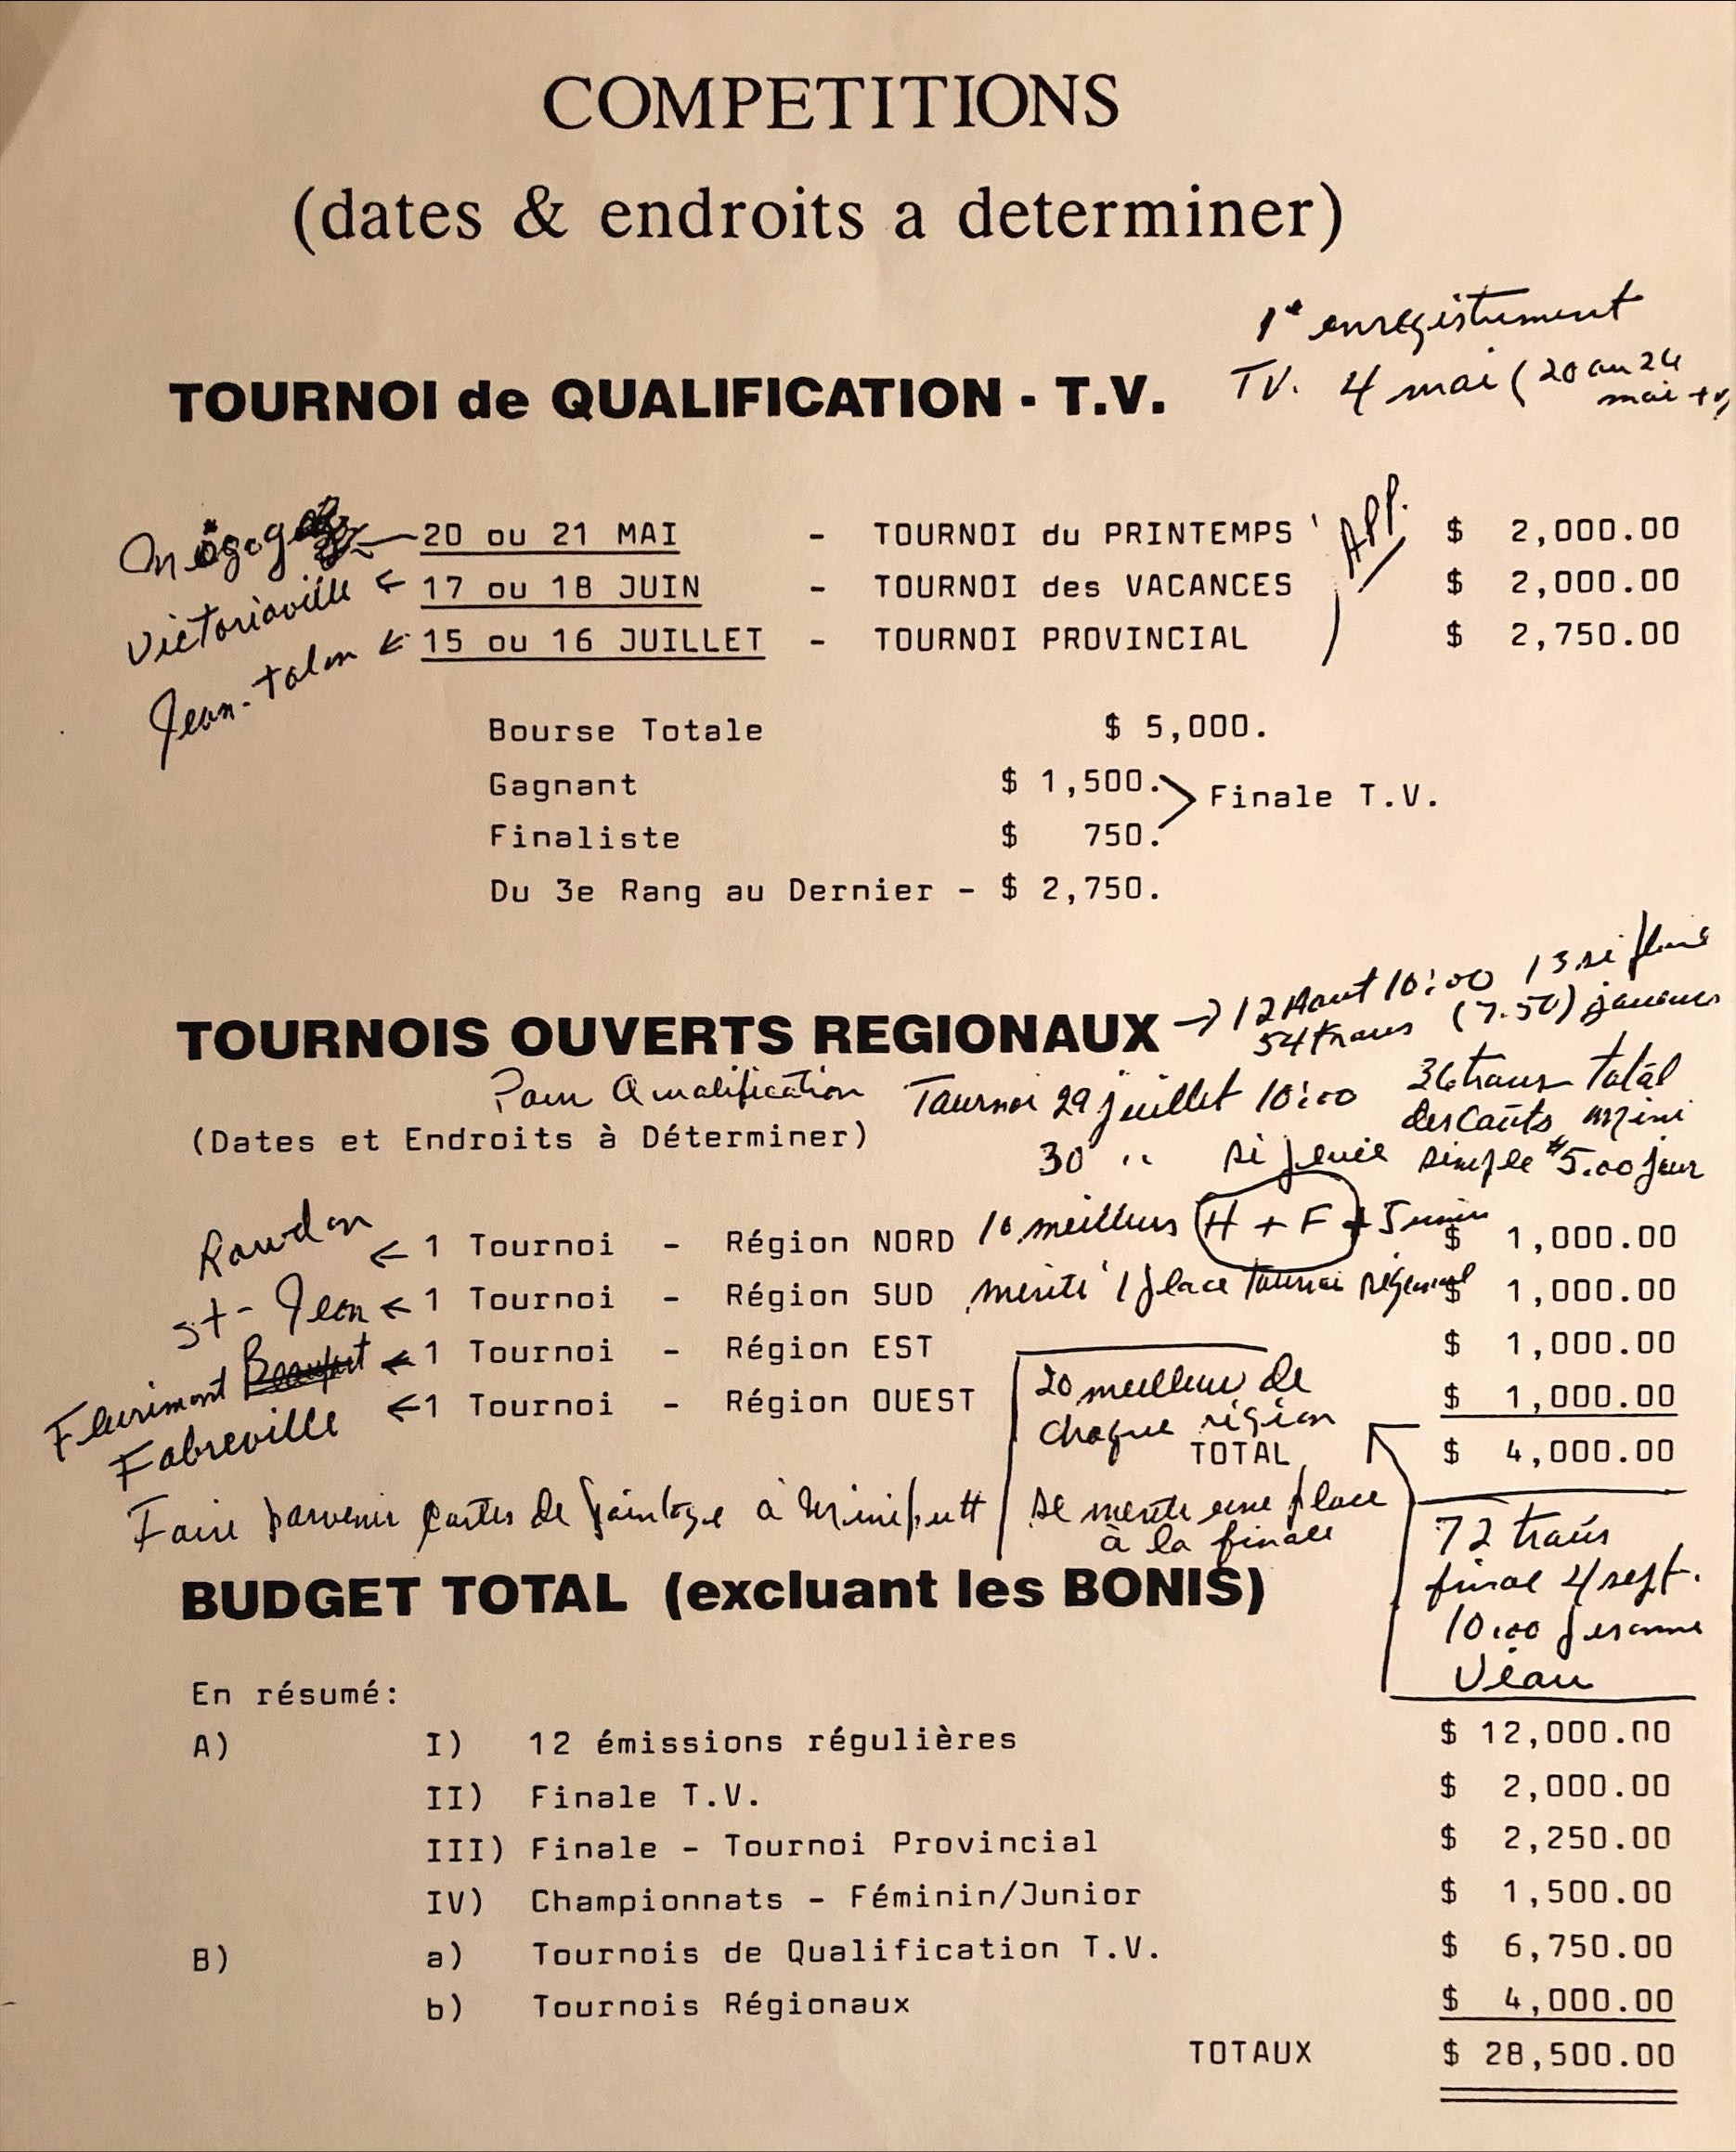 COMPETITIONS
(dates & endroits a determiner)
1e enregistrement
TV. 4 mai (20 au 24
mai tv)
TOURNOI de QUALIFICATION - T.V.
20 ou 21 MAI - TOURNOI du PRINTEMPS App. $ 2,000.00
Victoriaville ← 17 ou 18 JUIN - TOURNOI des VACANCES $ 2,000.00
Jean-talon ← 15 ou 16 JUILLET - TOURNOI PROVINCIAL $ 2,750.00
Bourse Totale $ 5,000.
Gagnant $ 1,500.
Finale T.V.
Finaliste $ 750.
Du 3e Rang au Dernier - $ 2,750.
→ 12 Aout 10:00 13 si pluie
TOURNOIS OUVERTS REGIONAUX
54 trous (7.50) joueurs
Pour Qualification Tournoi 29 juillet 10:00 36 trous total
des coûts mini
(Dates et Endroits à Déterminer)
30 " si pluie simple $5.00 jour
Rawdon ← 1 Tournoi - Région NORD 10 meilleurs H + F + Junior $ 1,000.00
St-Jean ← 1 Tournoi - Région SUD mérite 1 place tournoi régional $ 1,000.00
Fleurimont Beauport ← 1 Tournoi - Région EST $ 1,000.00
Fabreville ← 1 Tournoi - Région OUEST $ 1,000.00
20 meilleur de
chaque région
TOTAL $ 4,000.00
Faire parvenir cartes de pointage à Miniputt
se mérite une place
à la finale
72 trous
final 4 sept.
10:00
BUDGET TOTAL (excluant les BONIS)
En résumé:
A) I) 12 émissions régulières $ 12,000.00
II) Finale T.V. $ 2,000.00
III) Finale - Tournoi Provincial $ 2,250.00
IV) Championnats - Féminin/Junior $ 1,500.00
B) a) Tournois de Qualification T.V. $ 6,750.00
b) Tournois Régionaux $ 4,000.00
TOTAUX $ 28,500.00